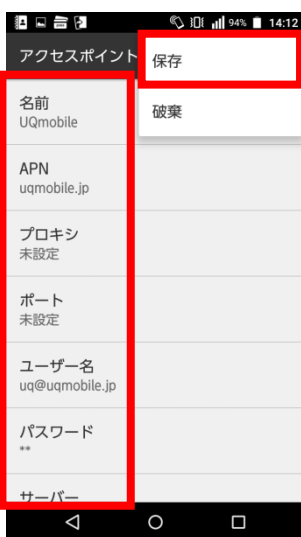 94% 14:12
アクセスポイント
保存
破棄
名前
UQmobile
APN
uqmobile.jp
プロキシ
未設定
ポート
未設定
ユーザー名
uq@uqmobile.jp
パスワード
**
サーバー